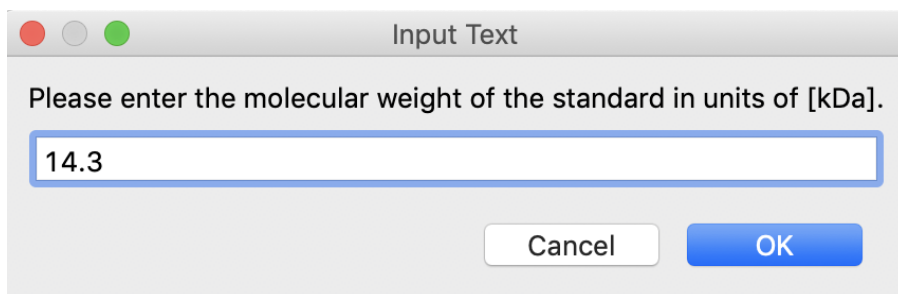 Input Text
Please enter the molecular weight of the standard in units of [kDa].
14.3
Cancel OK